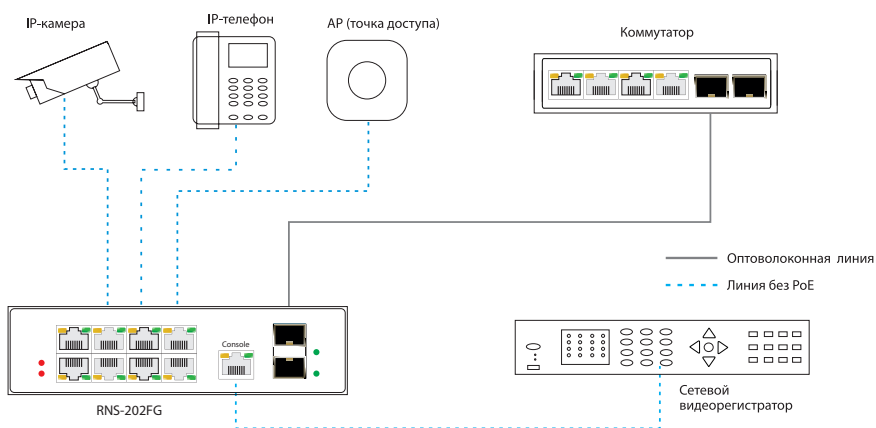 IP-камера
IP-телефон
AP (точка доступа)
Коммутатор
Оптоволоконная линия
Линия без PoE
Console
RNS-202FG
Сетевой
видеорегистратор